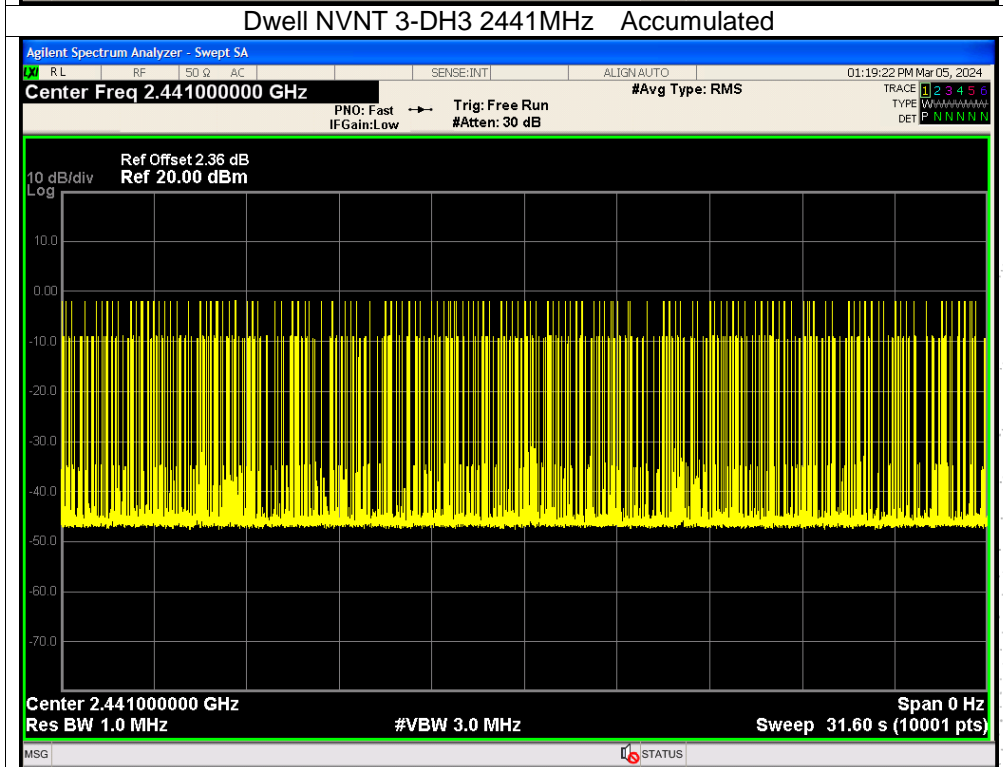 Dwell NVNT 3-DH3 2441MHz Accumulated
Agilent Spectrum Analyzer - Swept SA
LXI RL RF 50 Ω AC SENSE:INT ALIGN AUTO 01:19:22 PM Mar 05, 2024
Center Freq 2.441000000 GHz #Avg Type: RMS TRACE 1 2 3 4 5 6
PNO: Fast Trig: Free Run TYPE WWWWWW
IFGain:Low #Atten: 30 dB DET P N N N N N
Ref Offset 2.36 dB
10 dB/div Ref 20.00 dBm
Log
10.0
0.00
-10.0
-20.0
-30.0
-40.0
-50.0
-60.0
-70.0
Center 2.441000000 GHz Span 0 Hz
Res BW 1.0 MHz #VBW 3.0 MHz Sweep 31.60 s (10001 pts)
MSG STATUS